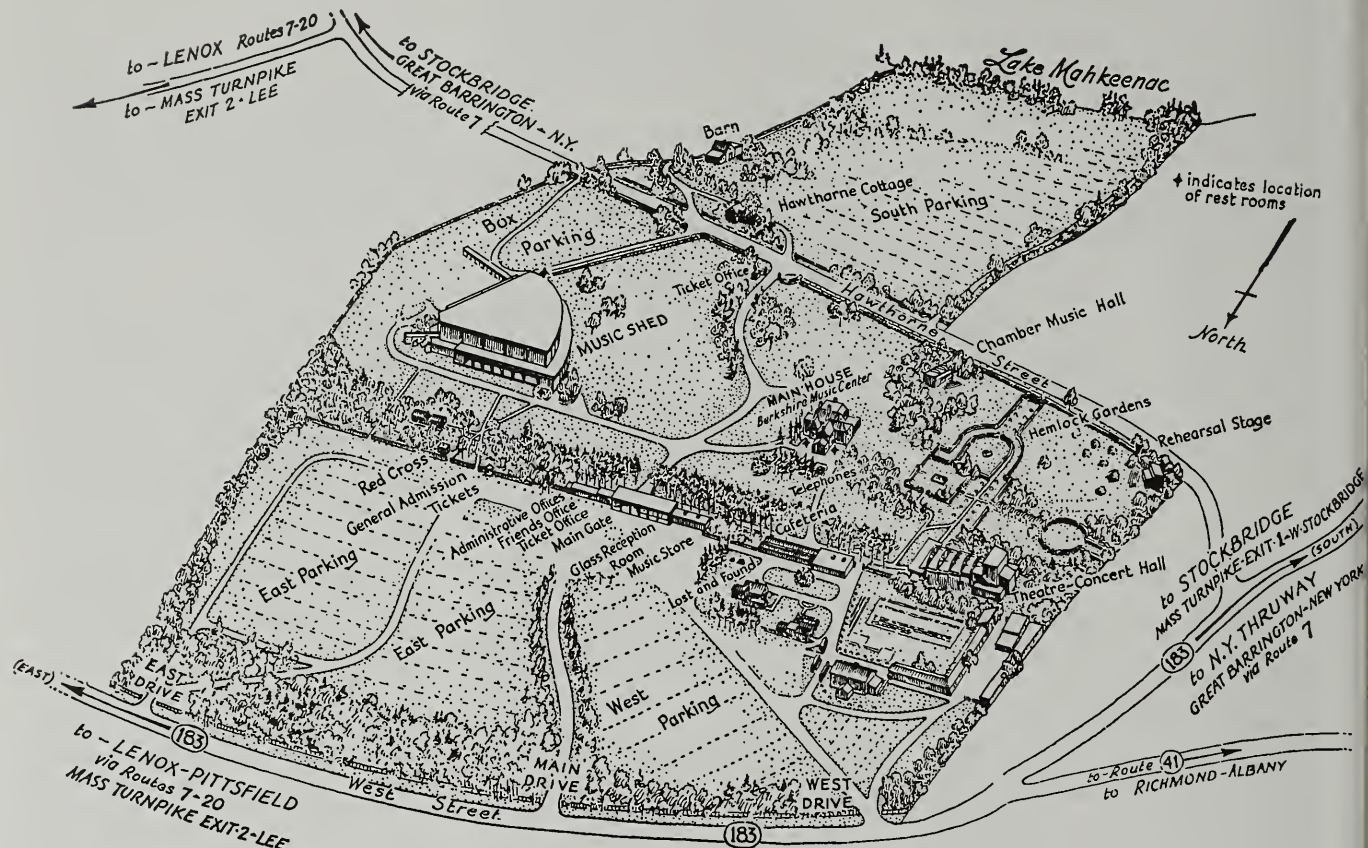 to ~ LENOX Routes 7-20
to ~ MASS TURNPIKE
EXIT 2 - LEE
to STOCKBRIDGE
GREAT BARRINGTON - N.Y.
via Route 7
Lake Mahkeenac
Barn
Hawthorne Cottage
South Parking
✦ indicates location
of rest rooms
North
Box
Parking
Ticket Office
MUSIC SHED
Hawthorne
Street
Chamber Music Hall
MAIN HOUSE
Berkshire Music Center
Hemlock Gardens
Rehearsal Stage
Telephones
Red Cross
General Admission
Tickets
Administrative Offices
Friends Office
Ticket Office
Main Gate
Glass Reception
Room
Music Store
Cafeteria
Lost and Found
Theatre-Concert Hall
East Parking
East Parking
West
Parking
to STOCKBRIDGE
MASS TURNPIKE-EXIT-1-W-STOCKBRIDGE
(SOUTH)
183
to N.Y. THRUWAY
GREAT BARRINGTON-NEW YORK
via Route 7
(EAST)
EAST
DRIVE
183
to ~ LENOX-PITTSFIELD
via Routes 7-20
MASS TURNPIKE EXIT-2-LEE
West Street
MAIN
DRIVE
WEST
DRIVE
183
to-Route 41
to RICHMOND-ALBANY